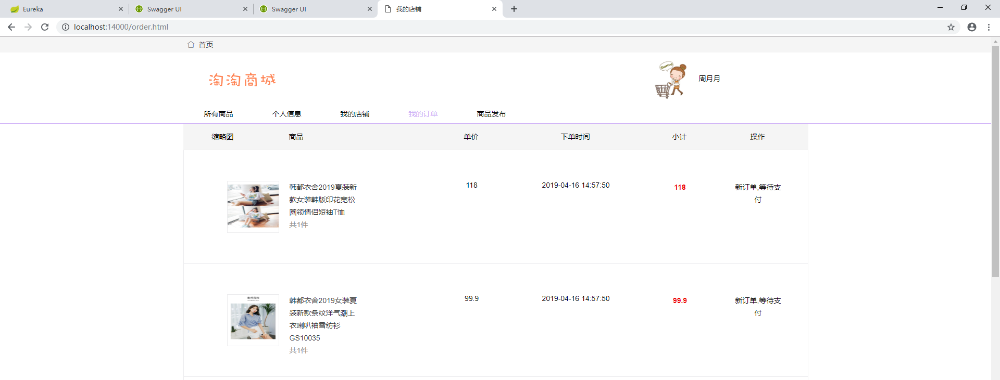 Eureka
Swagger UI
Swagger UI
我的店铺
localhost:14000/order.html
首页
淘淘商城
周月月
所有商品
个人信息
我的店铺
我的订单
商品发布
缩略图
商品
单价
下单时间
小计
操作
韩都衣舍2019夏装新
款女装韩版印花宽松
圆领情侣短袖T恤
共1件
118
2019-04-16 14:57:50
118
新订单,等待支
付
韩都衣舍2019女装夏
装新款条纹洋气潮上
衣喇叭袖雪纺衫
GS10035
共1件
99.9
2019-04-16 14:57:50
99.9
新订单,等待支
付